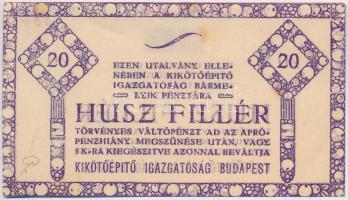 20
20
EZEN UTALVÁNY ELLE-
NÉBEN A KIKÖTŐÉPITŐ
IGAZGATÓSÁG BÁRME-
LYIK PÉNZTÁRA
HUSZ FILLÉR
TÖRVÉNYES VÁLTÓPÉNZT AD AZ APRÓ-
PÉNZHIÁNY MEGSZÜNÉSE UTÁN, VAGY
5 K-RA KIEGÉSZITVE AZONNAL BEVÁLTJA
KIKÖTŐÉPITŐ IGAZGATÓSÁG BUDAPEST